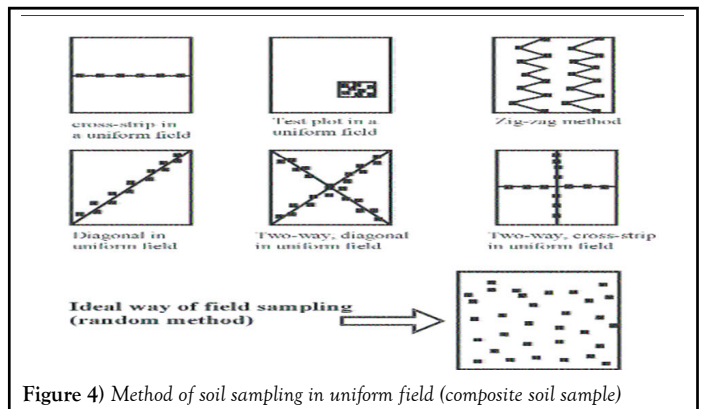 cross-strip in
a uniform field
Test plot in a
uniform field
Zig-zag method
Diagonal in
uniform field
Two-way, diagonal
in uniform field
Two-way, cross-strip
in uniform field
Ideal way of field sampling
(random method)
Figure 4) Method of soil sampling in uniform field (composite soil sample)